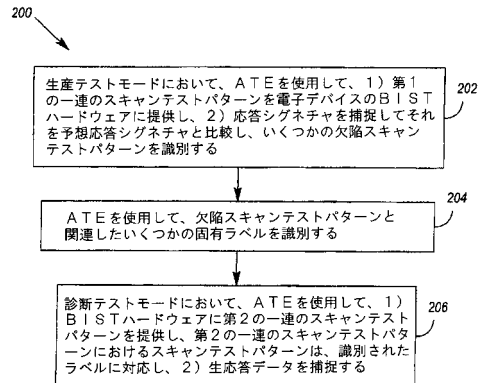 200
生産テストモードにおいて、ATEを使用して、1)第1
の一連のスキャンテストパターンを電子デバイスのBIST
ハードウェアに提供し、2)応答シグネチャを捕捉してそれ
を予想応答シグネチャと比較し、いくつかの欠陥スキャン
テストパターンを識別する
202
ATEを使用して、欠陥スキャンテストパターンと
関連したいくつかの固有ラベルを識別する
204
診断テストモードにおいて、ATEを使用して、1)
BISTハードウェアに第2の一連のスキャンテスト
パターンを提供し、第2の一連のスキャンテストパタ
ーンにおけるスキャンテストパターンは、識別された
ラベルに対応し、2)生応答データを捕捉する
206